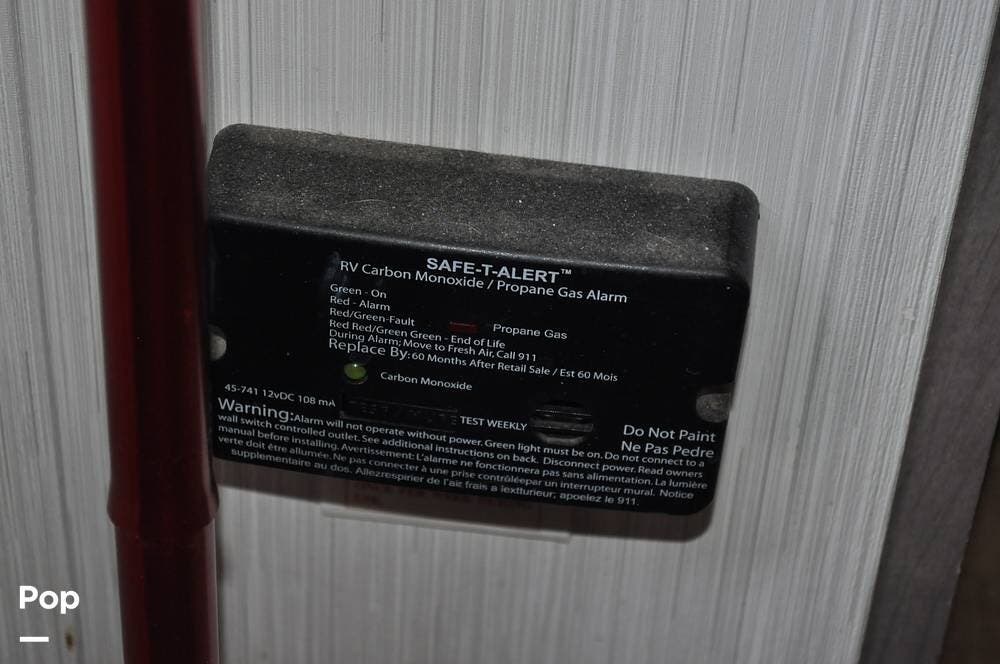 SAFE-T-ALERT™
RV Carbon Monoxide / Propane Gas Alarm
Green - On
Red - Alarm
Red/Green-Fault
Propane Gas
Red Red/Green Green - End of Life
During Alarm; Move to Fresh Air, Call 911
Replace By: 60 Months After Retail Sale / Est 60 Mois
Carbon Monoxide
45-741 12vDC 108 mA
TEST / MUTE
TEST WEEKLY
Do Not Paint
Ne Pas Pedre
Warning: Alarm will not operate without power. Green light must be on. Do not connect to a
wall switch controlled outlet. See additional instructions on back. Disconnect power. Read owners
manual before installing. Avertissement: L'alarme ne fonctionnera pas sans alimentation. La lumière
verte doit être allumée. Ne pas connecter à une prise contrôléepar un interrupteur mural. Notice
supplementaire au dos. Allezrespirier de l'air frais a lextturieur; apoelez le 911.
Pop